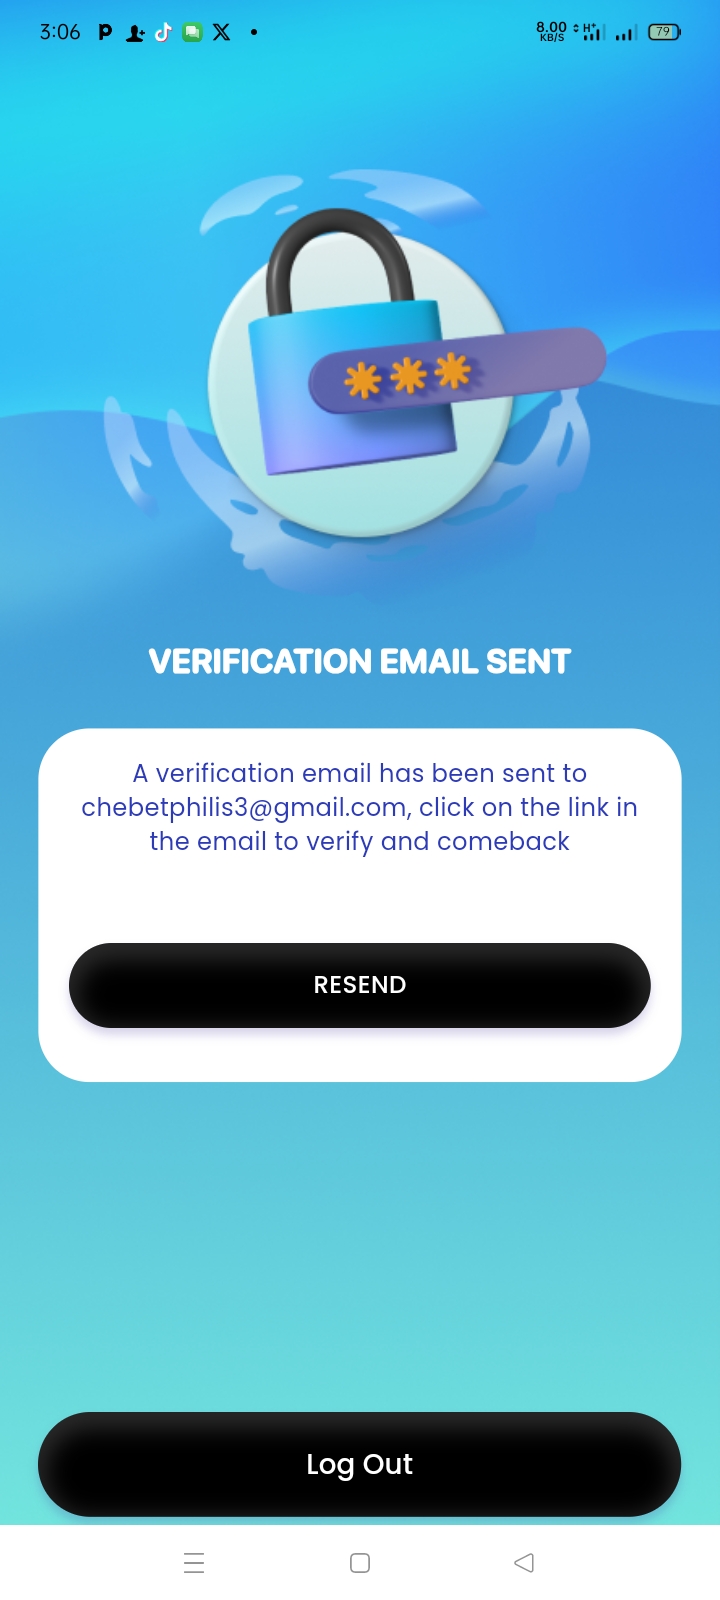 3:06
8.00
KB/S
H+
79
VERIFICATION EMAIL SENT
A verification email has been sent to
chebetphilis3@gmail.com, click on the link in
the email to verify and comeback
RESEND
Log Out